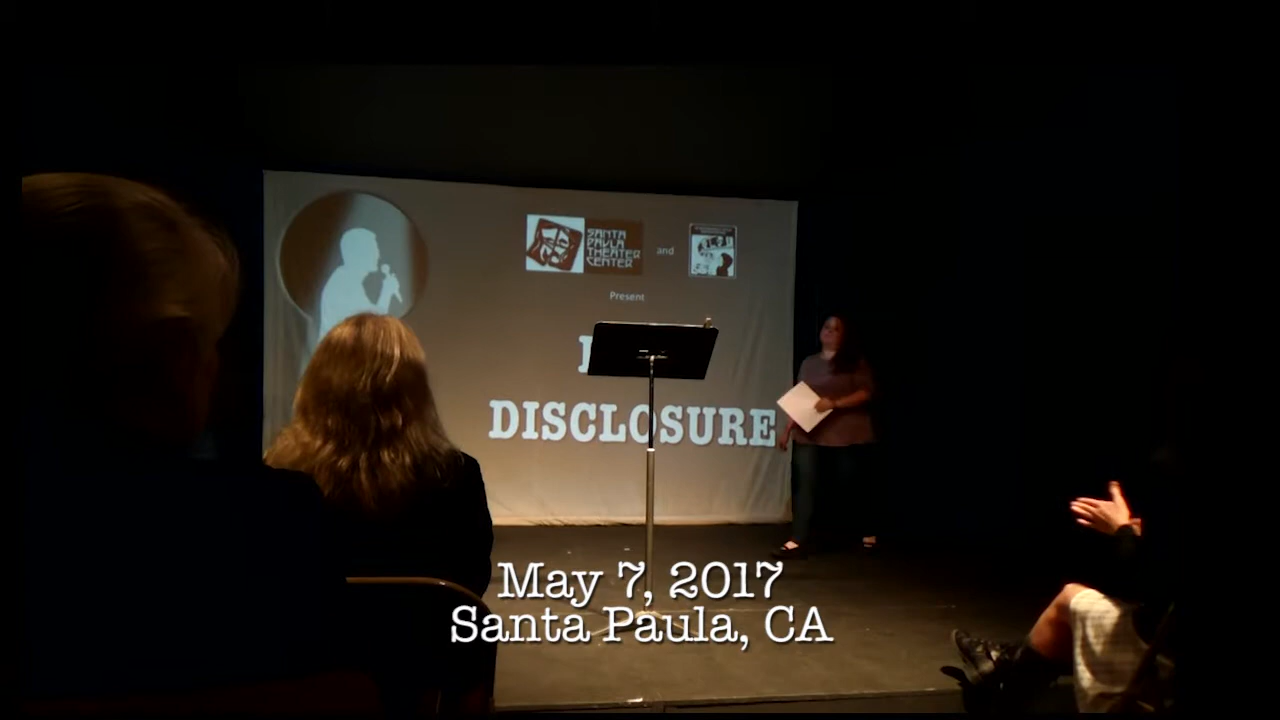 SANTA
PAULA
THEATER
CENTER
and
Present
DISCLOSURE
May 7, 2017
Santa Paula, CA